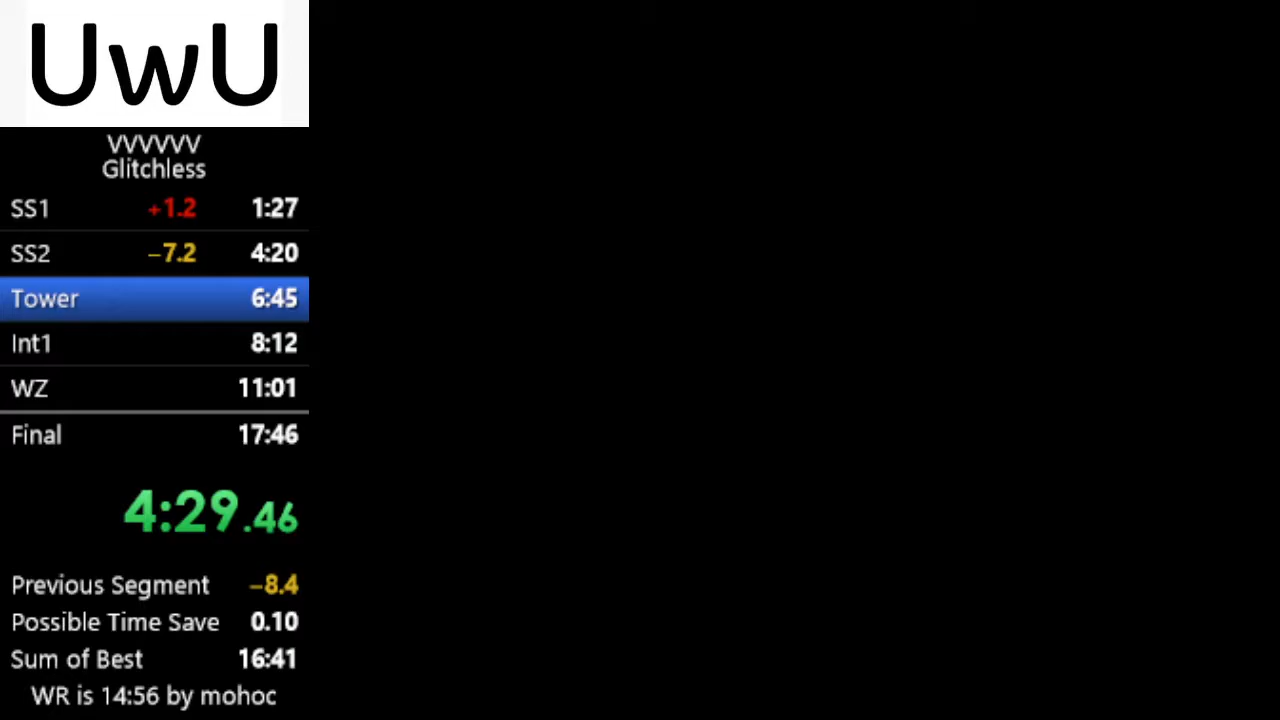 UwU
VVVVVV
Glitchless
SS1 +1.2 1:27
SS2 −7.2 4:20
Tower 6:45
Int1 8:12
WZ 11:01
Final 17:46
4:29.46
Previous Segment −8.4
Possible Time Save 0.10
Sum of Best 16:41
WR is 14:56 by mohoc